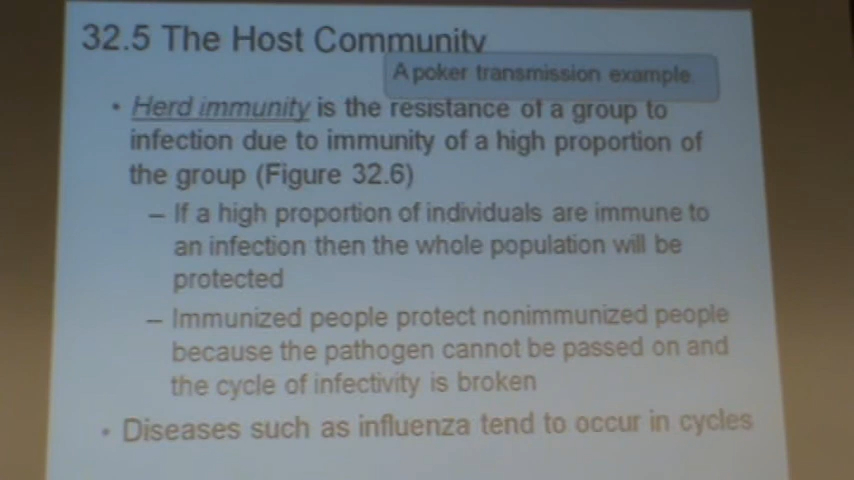 32.5 The Host Community
A poker transmission example.
• Herd immunity is the resistance of a group to
infection due to immunity of a high proportion of
the group (Figure 32.6)
– If a high proportion of individuals are immune to
an infection then the whole population will be
protected
– Immunized people protect nonimmunized people
because the pathogen cannot be passed on and
the cycle of infectivity is broken
• Diseases such as influenza tend to occur in cycles